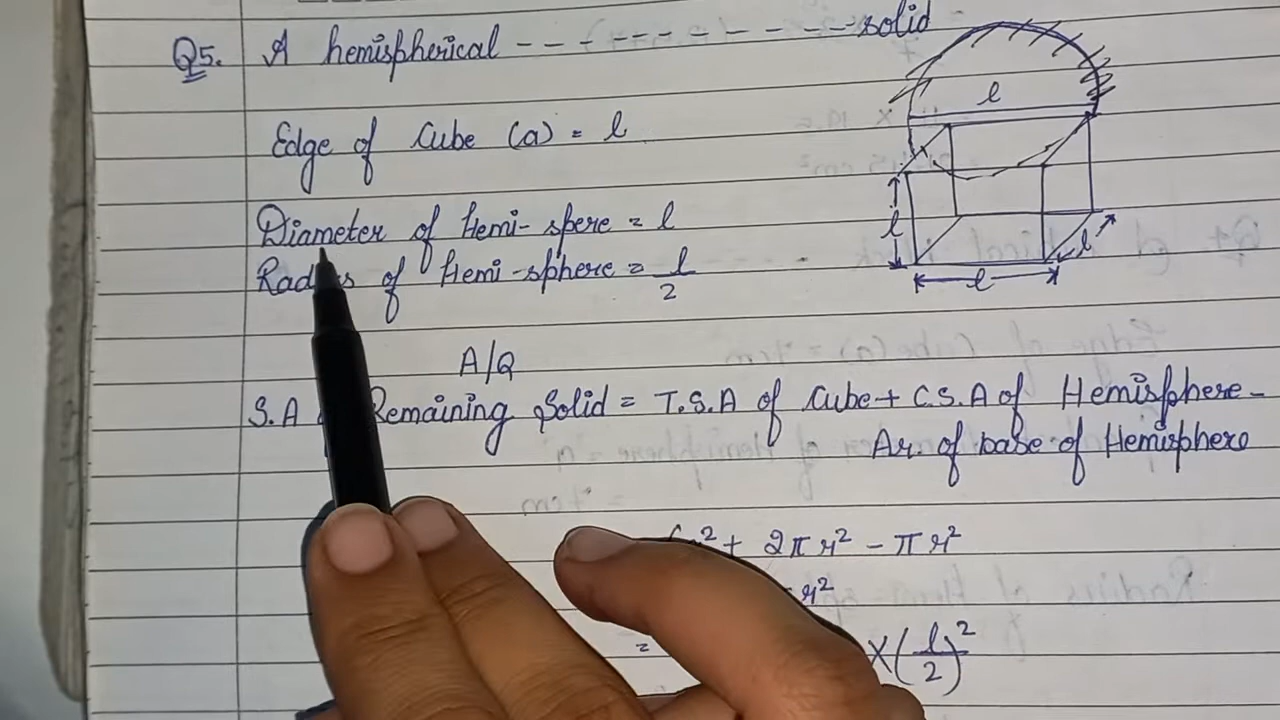 Q5. A hemispherical - - - - - - - - - - - solid
Edge of Cube (a) = l
Diameter of Hemi-spere = l
Radius of Hemi-sphere = l/2
A/Q
S.A Remaining Solid = T.S.A of Cube + C.S.A of Hemisphere -
Ar. of base of Hemisphere
² + 2πr² - πr²
r²
= X (l/2)²
l
l
l
l